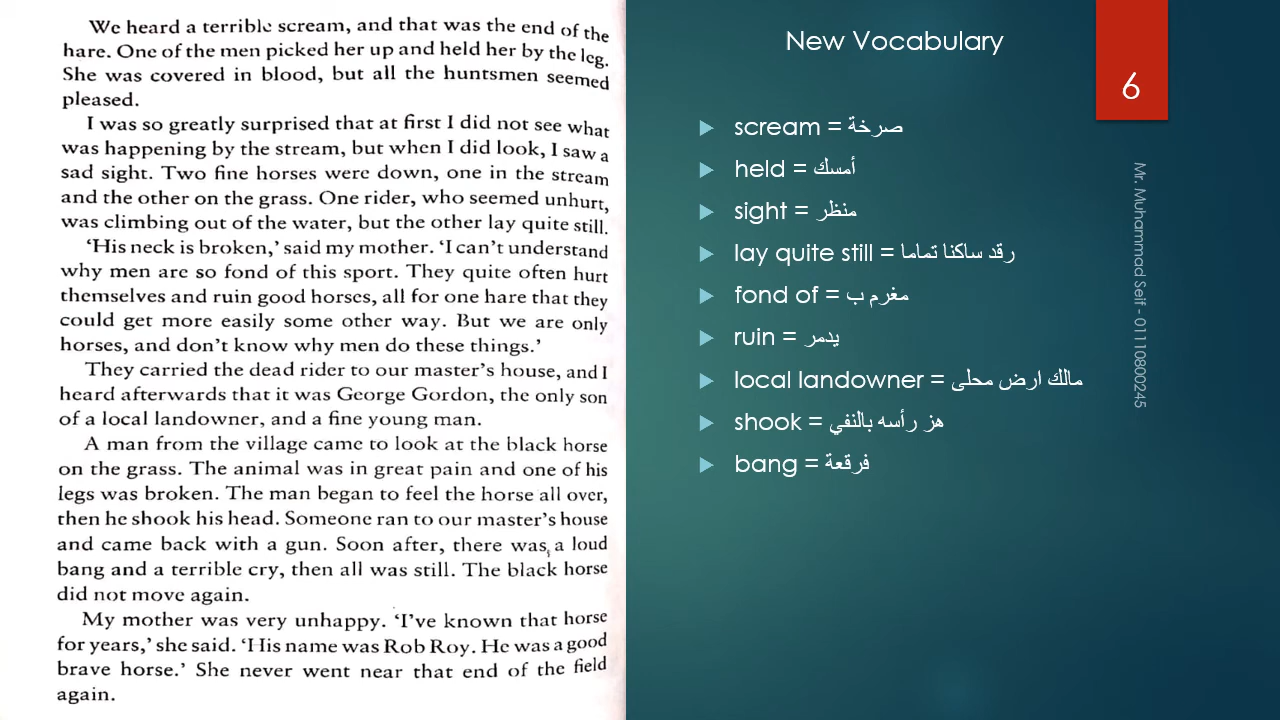 We heard a terrible scream, and that was the end of the
hare. One of the men picked her up and held her by the leg.
She was covered in blood, but all the huntsmen seemed
pleased.
I was so greatly surprised that at first I did not see what
was happening by the stream, but when I did look, I saw a
sad sight. Two fine horses were down, one in the stream
and the other on the grass. One rider, who seemed unhurt,
was climbing out of the water, but the other lay quite still.
‘His neck is broken,’ said my mother. ‘I can’t understand
why men are so fond of this sport. They quite often hurt
themselves and ruin good horses, all for one hare that they
could get more easily some other way. But we are only
horses, and don’t know why men do these things.’
They carried the dead rider to our master’s house, and I
heard afterwards that it was George Gordon, the only son
of a local landowner, and a fine young man.
A man from the village came to look at the black horse
on the grass. The animal was in great pain and one of his
legs was broken. The man began to feel the horse all over,
then he shook his head. Someone ran to our master’s house
and came back with a gun. Soon after, there was a loud
bang and a terrible cry, then all was still. The black horse
did not move again.
My mother was very unhappy. ‘I’ve known that horse
for years,’ she said. ‘His name was Rob Roy. He was a good
brave horse.’ She never went near that end of the field
again.
New Vocabulary
6
scream = صرخة
held = أمسك
sight = منظر
lay quite still = رقد ساكنا تماما
fond of = مغرم ب
ruin = يدمر
local landowner = مالك ارض محلى
shook = هز رأسه بالنفي
bang = فرقعة
Mr. Muhammad Seif - 01110800245